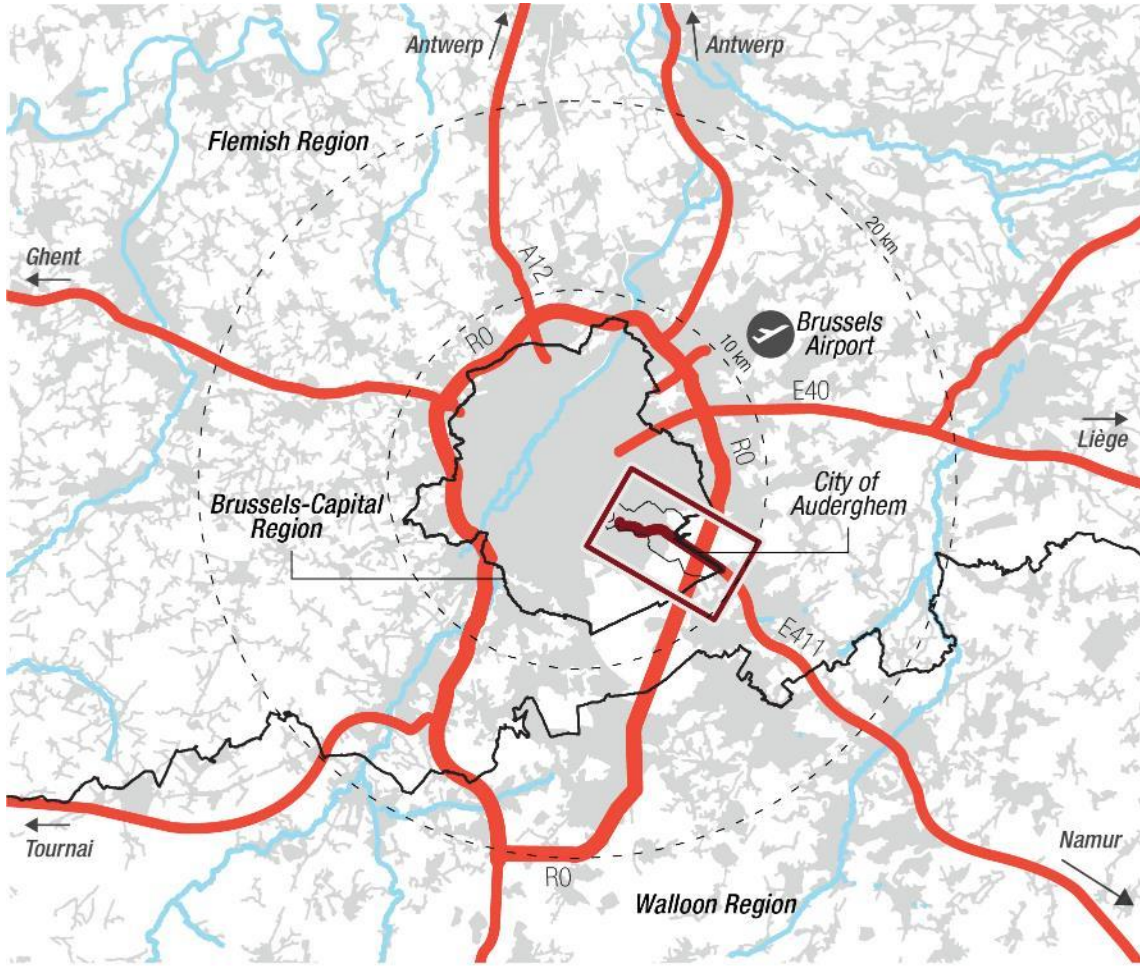 Antwerp
Antwerp
Flemish Region
20 km
Ghent
A12
R0
10 km
Brussels
Airport
E40
R0
Liège
City of
Auderghem
Brussels-Capital
Region
E411
Tournai
Namur
R0
Walloon Region